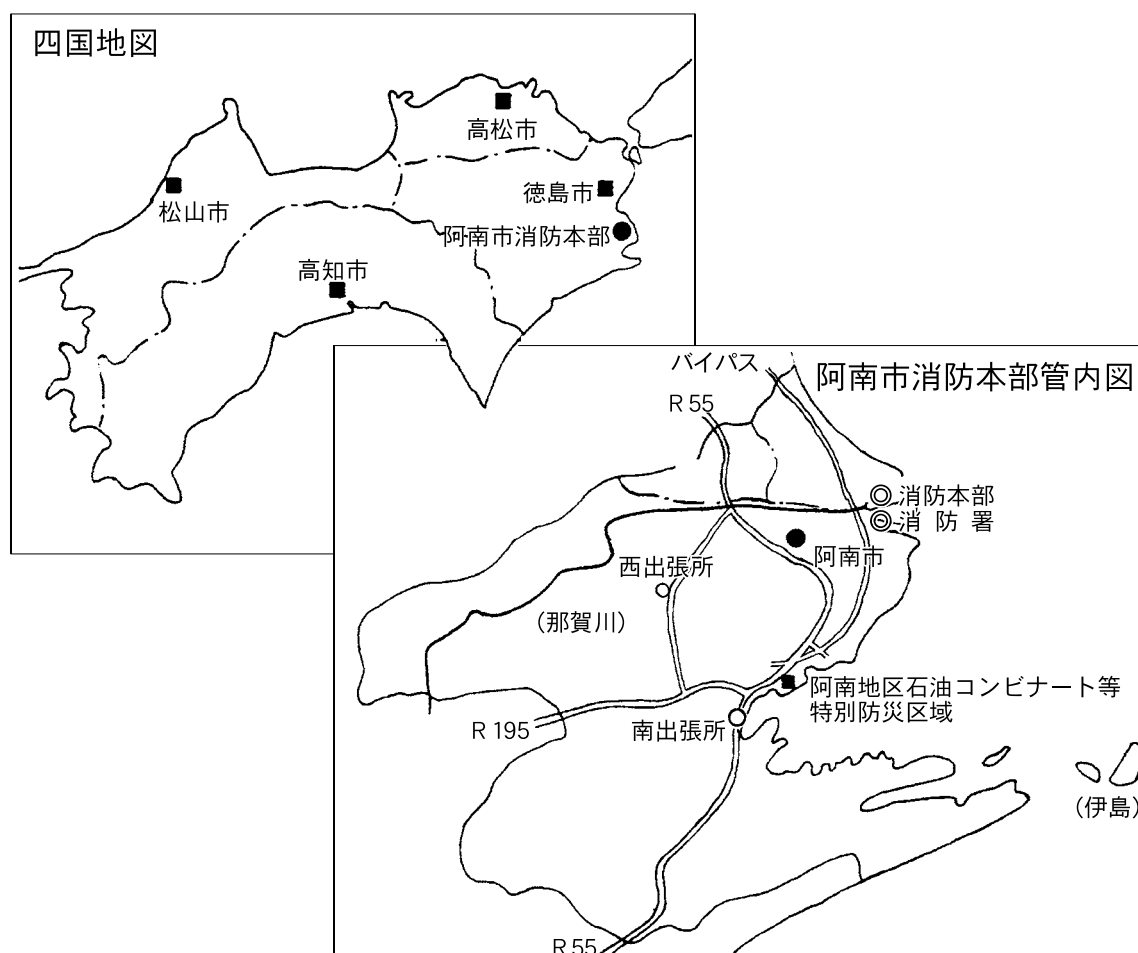 四国地図
高松市
徳島市
松山市
阿南市消防本部
高知市
阿南市消防本部管内図
バイパス
R 55
消防本部
消防署
阿南市
西出張所
（那賀川）
阿南地区石油コンビナート等
特別防災区域
南出張所
R 195
（伊島）
R 55